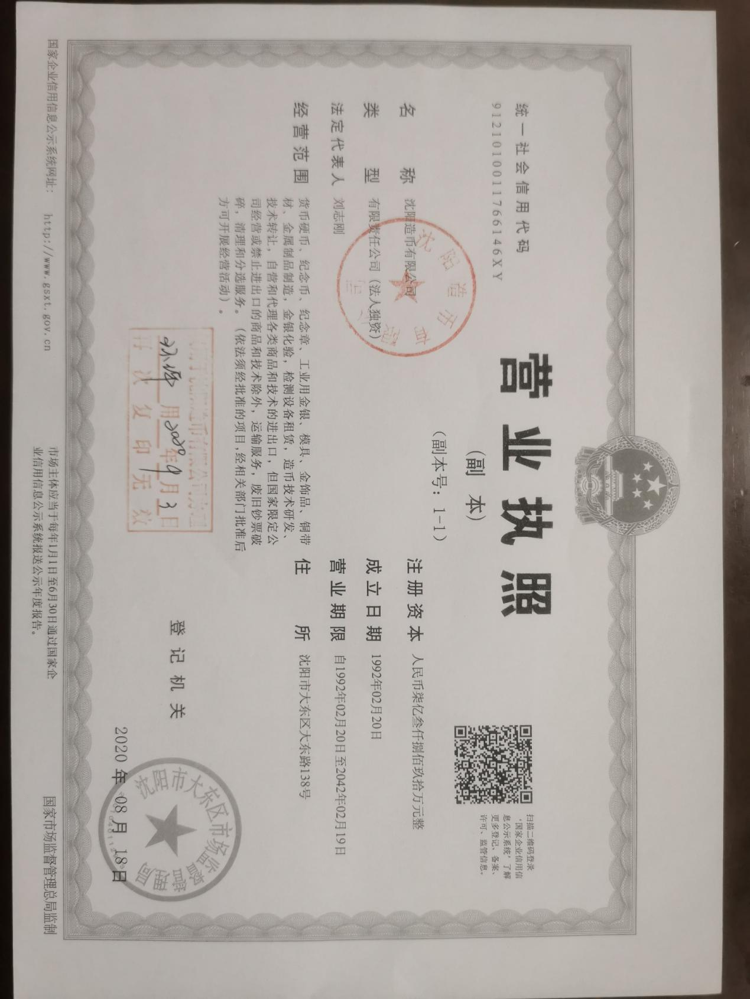 统一社会信用代码
9121010011766146XY
营业执照
（副 本）
（副本号：1-1）
扫描二维码登录
‘国家企业信用信
息公示系统’了解
更多登记、备案、
许可、监管信息。
名称 沈阳造币有限公司
类型 有限责任公司（法人独资）
法定代表人 刘志刚
经营范围 货币硬币、纪念币、纪念章、工业用金银、模具、金饰品、铜带
材、金属制品制造，金银化验，检测设备租赁，造币技术研发、
技术转让，自营和代理各类商品和技术的进出口，但国家限定公
司经营或禁止进出口的商品和技术除外，运输服务，废旧钞票破
碎，清理和分选服务。（依法须经批准的项目，经相关部门批准后
方可开展经营活动）。
注册资本 人民币柒亿叁仟捌佰玖拾万元整
成立日期 1992年02月20日
营业期限 自1992年02月20日至2042年02月19日
住所 沈阳市大东区大东路138号
沈阳造币有限公司
用2020年9月3日
再次复印无效
登记机关
沈阳市大东区市场监督管理局
2020年08月18日
国家企业信用信息公示系统网址： http://www.gsxt.gov.cn
市场主体应当于每年1月1日至6月30日通过国家企
业信用信息公示系统报送公示年度报告。
国家市场监督管理总局监制